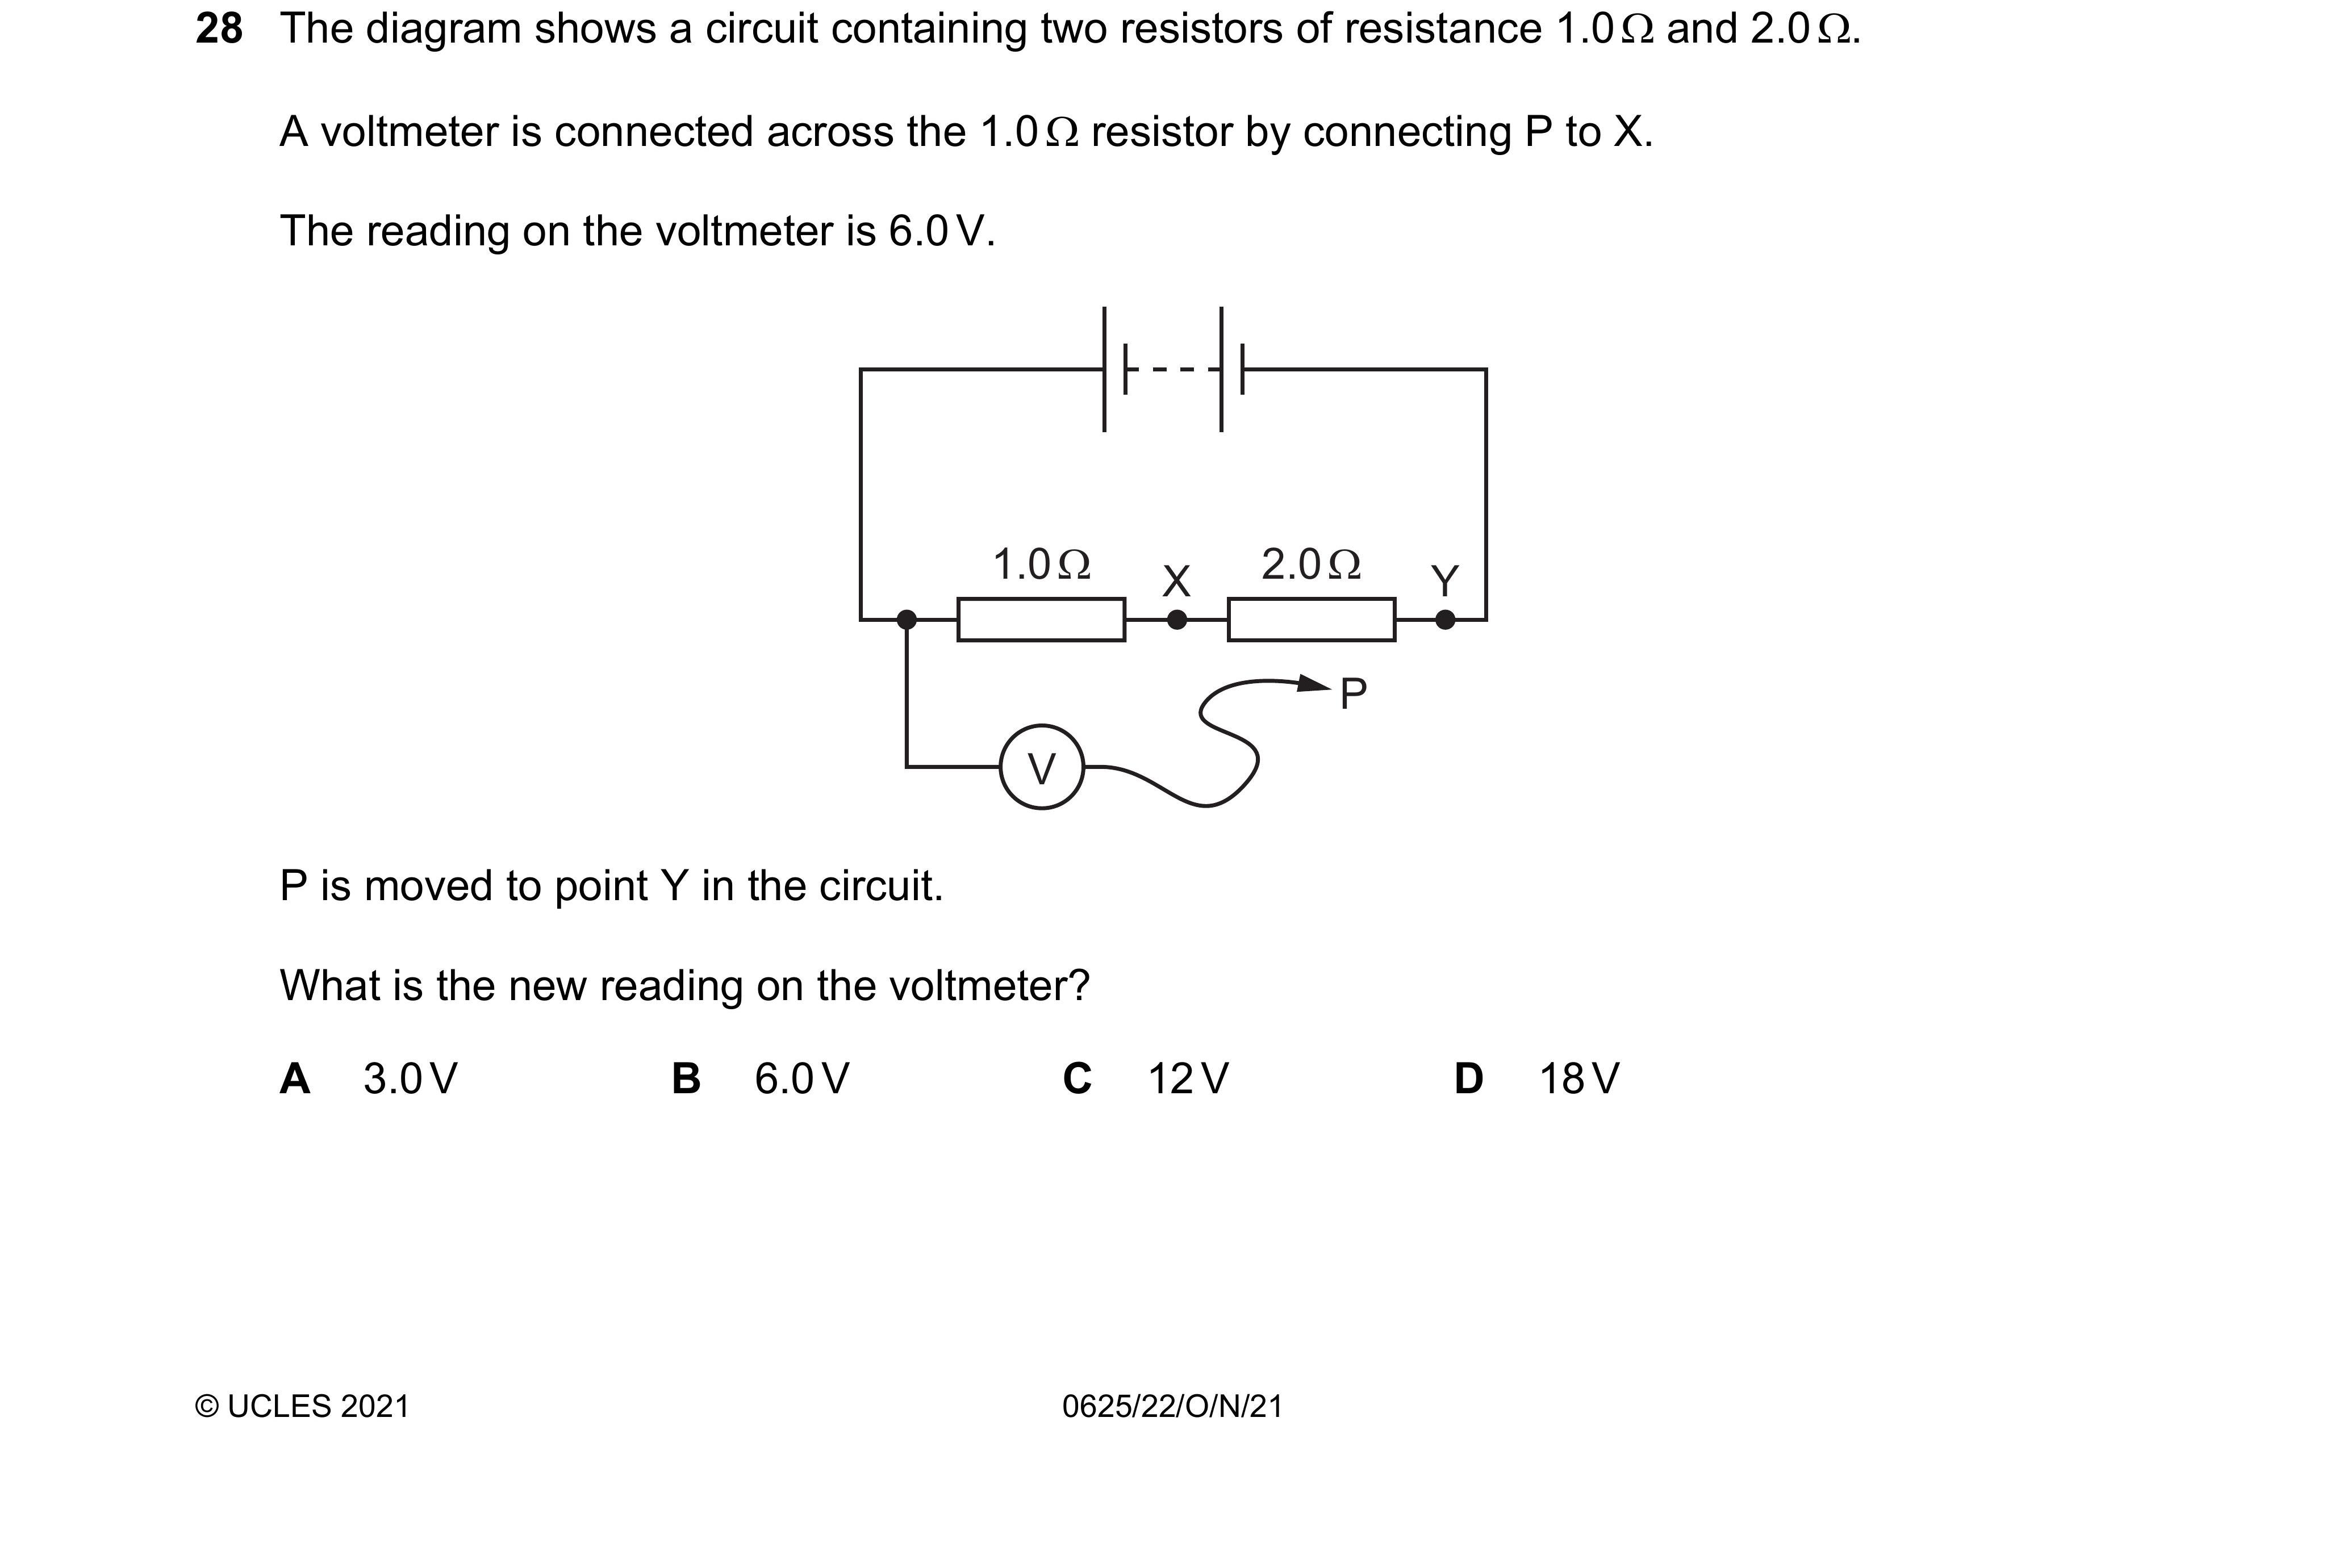 28 The diagram shows a circuit containing two resistors of resistance 1.0 Ω and 2.0 Ω.
A voltmeter is connected across the 1.0 Ω resistor by connecting P to X.
The reading on the voltmeter is 6.0 V.
1.0 Ω X 2.0 Ω Y
P
V
P is moved to point Y in the circuit.
What is the new reading on the voltmeter?
A 3.0 V B 6.0 V C 12 V D 18 V
© UCLES 2021 0625/22/O/N/21